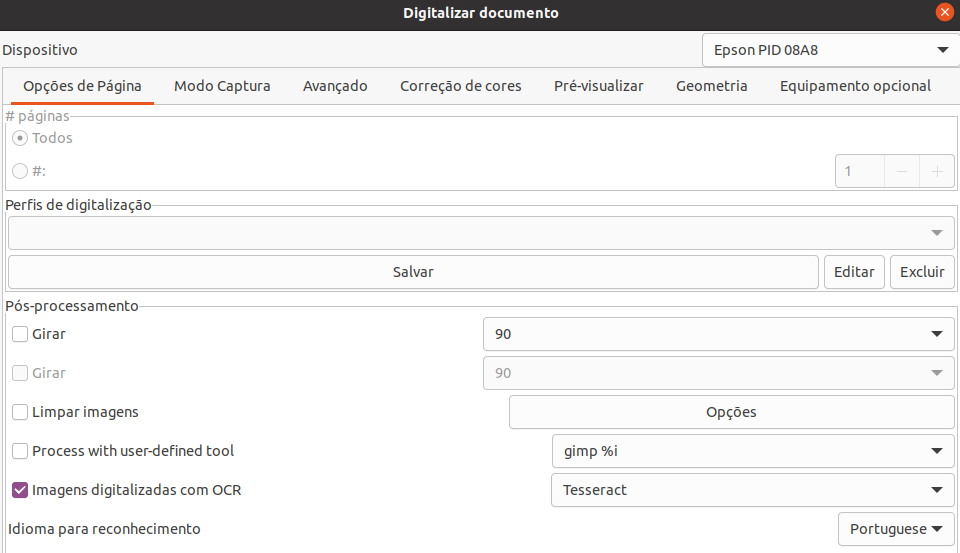 Digitalizar documento
Dispositivo Epson PID 08A8
Opções de Página Modo Captura Avançado Correção de cores Pré-visualizar Geometria Equipamento opcional
# páginas
Todos
#: 1
Perfis de digitalização
Salvar Editar Excluir
Pós-processamento
Girar 90
Girar 90
Limpar imagens Opções
Process with user-defined tool gimp %i
Imagens digitalizadas com OCR Tesseract
Idioma para reconhecimento Portuguese